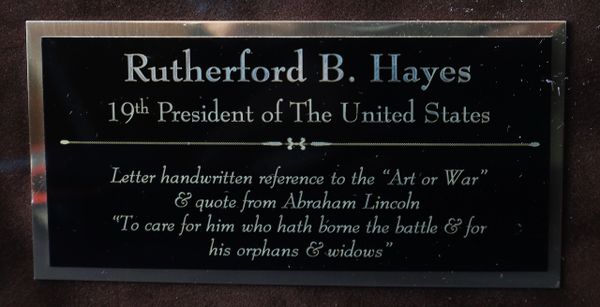 Rutherford B. Hayes
19th President of The United States
Letter handwritten reference to the “Art or War”
& quote from Abraham Lincoln
“To care for him who hath borne the battle & for
his orphans & widows”